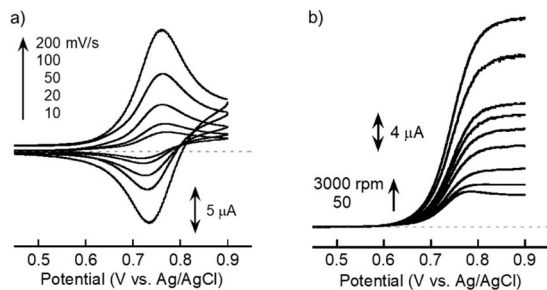 a)
200 mV/s
100
50
20
10
5 µA
0.5 0.6 0.7 0.8 0.9
Potential (V vs. Ag/AgCl)
b)
4 µA
3000 rpm
50
0.5 0.6 0.7 0.8 0.9
Potential (V vs. Ag/AgCl)